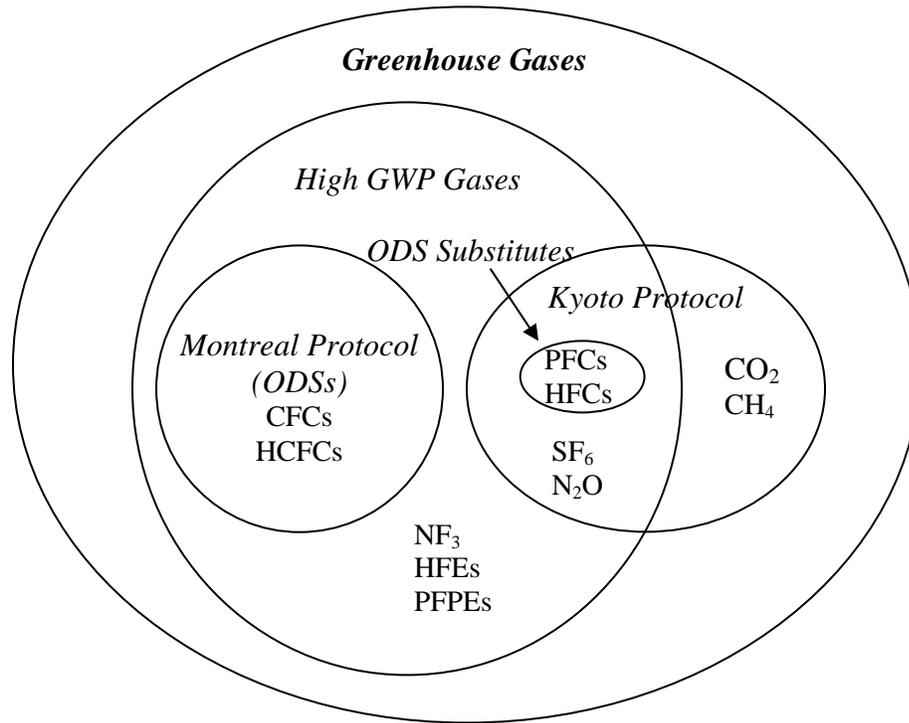 Greenhouse Gases
High GWP Gases
ODS Substitutes
Kyoto Protocol
Montreal Protocol
(ODSs)
CFCs
HCFCs
PFCs
HFCs
CO₂
CH₄
SF₆
N₂O
NF₃
HFEs
PFPEs